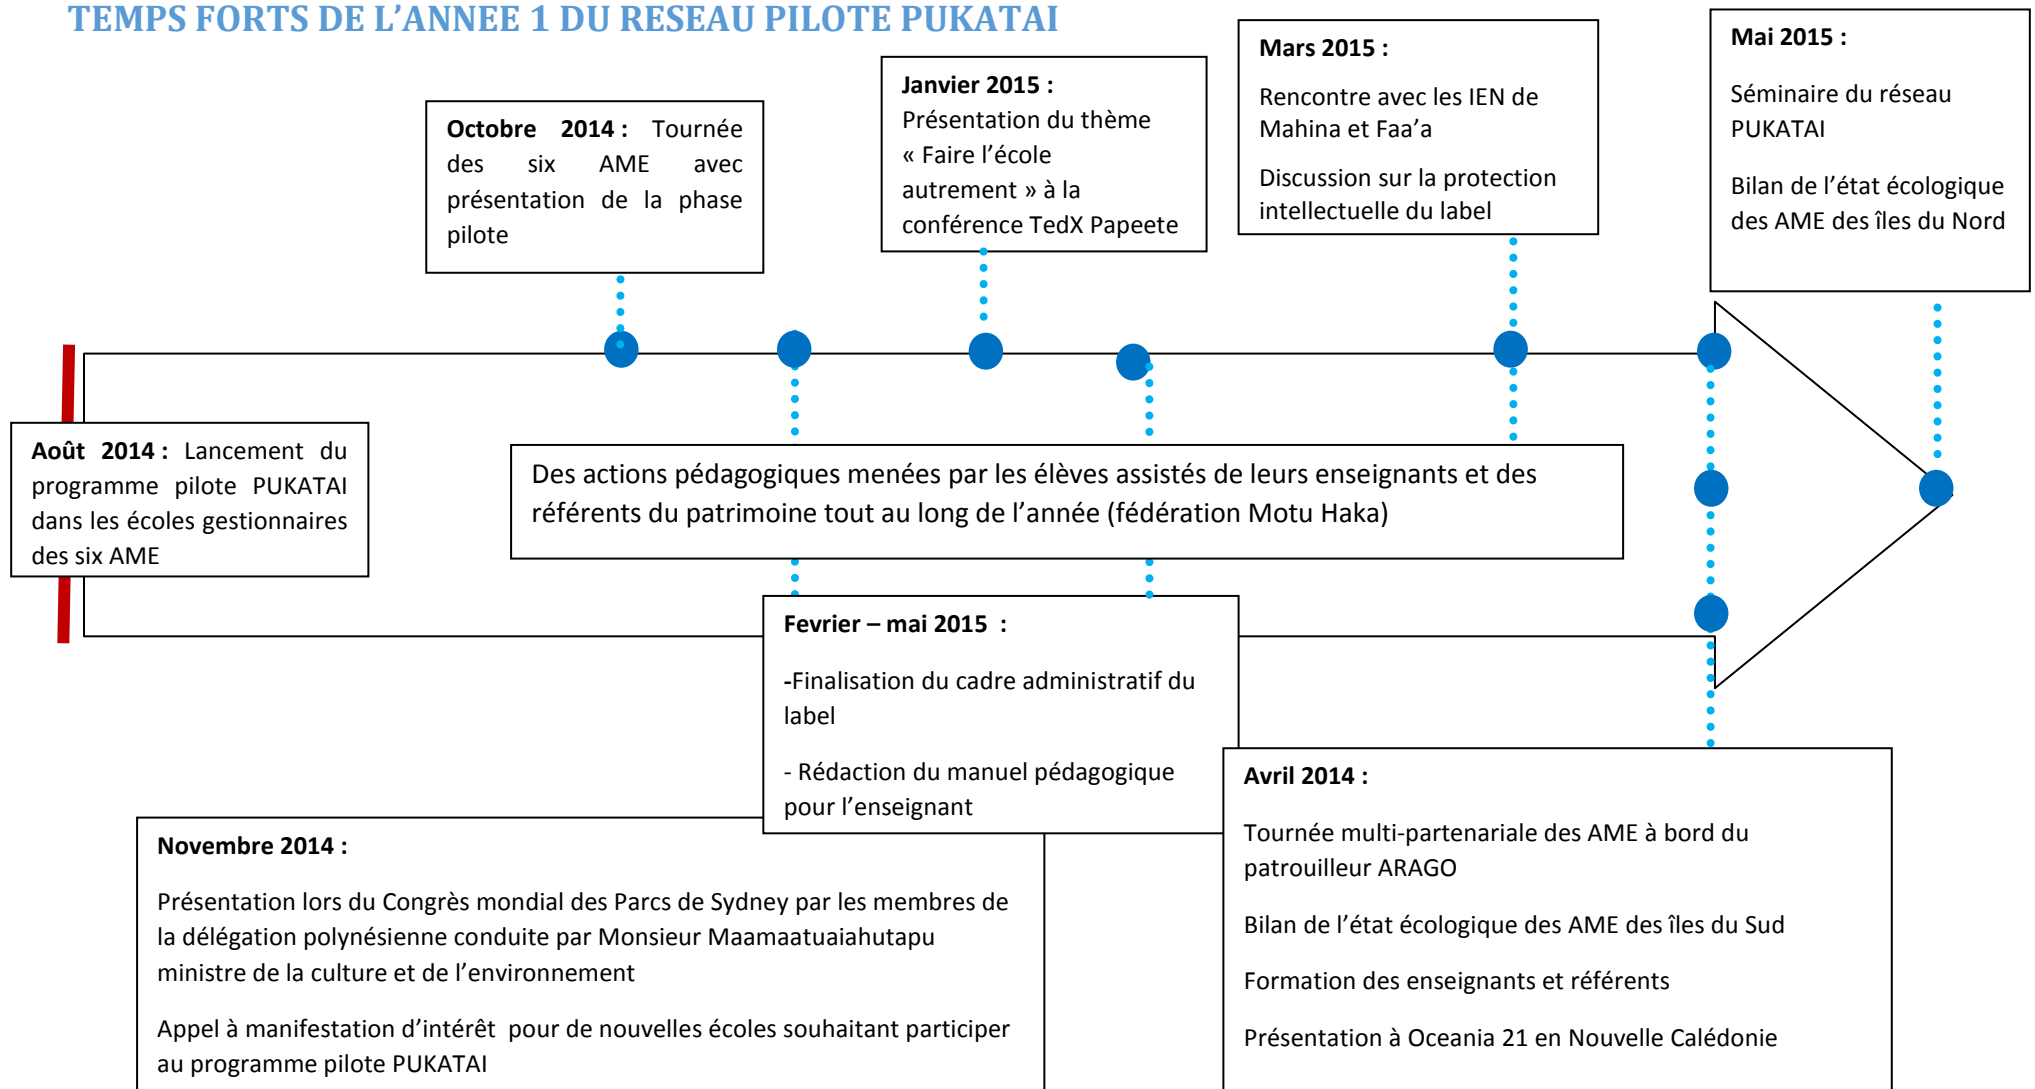 TEMPS FORTS DE L’ANNEE 1 DU RESEAU PILOTE PUKATAI
Août 2014 : Lancement du
programme pilote PUKATAI
dans les écoles gestionnaires
des six AME
Octobre 2014 : Tournée
des six AME avec
présentation de la phase
pilote
Janvier 2015 :
Présentation du thème
« Faire l’école
autrement » à la
conférence TedX Papeete
Mars 2015 :
Rencontre avec les IEN de
Mahina et Faa’a
Discussion sur la protection
intellectuelle du label
Mai 2015 :
Séminaire du réseau
PUKATAI
Bilan de l’état écologique
des AME des îles du Nord
Des actions pédagogiques menées par les élèves assistés de leurs enseignants et des
référents du patrimoine tout au long de l’année (fédération Motu Haka)
Fevrier – mai 2015 :
-Finalisation du cadre administratif du
label
- Rédaction du manuel pédagogique
pour l’enseignant
Novembre 2014 :
Présentation lors du Congrès mondial des Parcs de Sydney par les membres de
la délégation polynésienne conduite par Monsieur Maamaatuaiahutapu
ministre de la culture et de l’environnement
Appel à manifestation d’intérêt pour de nouvelles écoles souhaitant participer
au programme pilote PUKATAI
Avril 2014 :
Tournée multi-partenariale des AME à bord du
patrouilleur ARAGO
Bilan de l’état écologique des AME des îles du Sud
Formation des enseignants et référents
Présentation à Oceania 21 en Nouvelle Calédonie